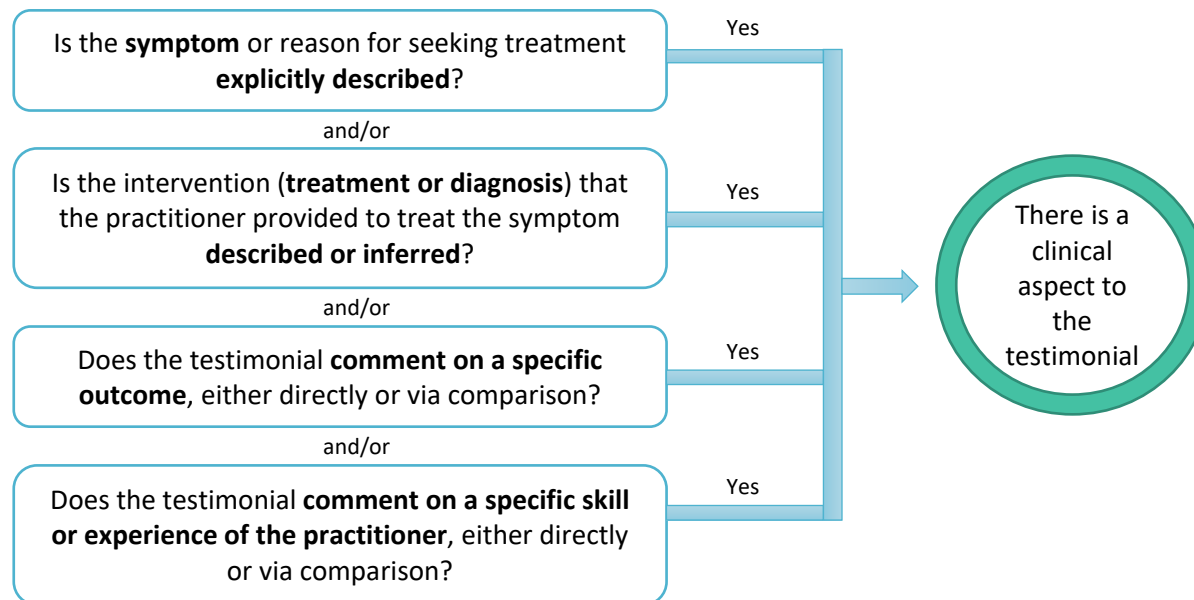 Is the symptom or reason for seeking treatment
explicitly described?
Yes
and/or
Is the intervention (treatment or diagnosis) that
the practitioner provided to treat the symptom
described or inferred?
Yes
and/or
Does the testimonial comment on a specific
outcome, either directly or via comparison?
Yes
and/or
Does the testimonial comment on a specific skill
or experience of the practitioner, either directly
or via comparison?
Yes
There is a
clinical
aspect to
the
testimonial